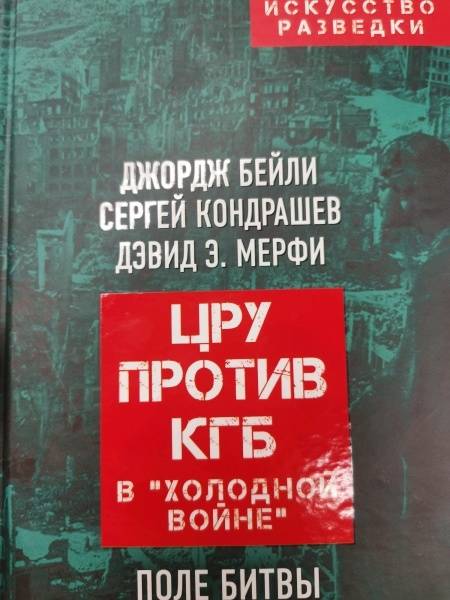 ИСКУССТВО
РАЗВЕДКИ
ДЖОРДЖ БЕЙЛИ
СЕРГЕЙ КОНДРАШЕВ
ДЭВИД Э. МЕРФИ
ЦРУ
ПРОТИВ
КГБ
В "ХОЛОДНОЙ
ВОЙНЕ"
ПОЛЕ БИТВЫ